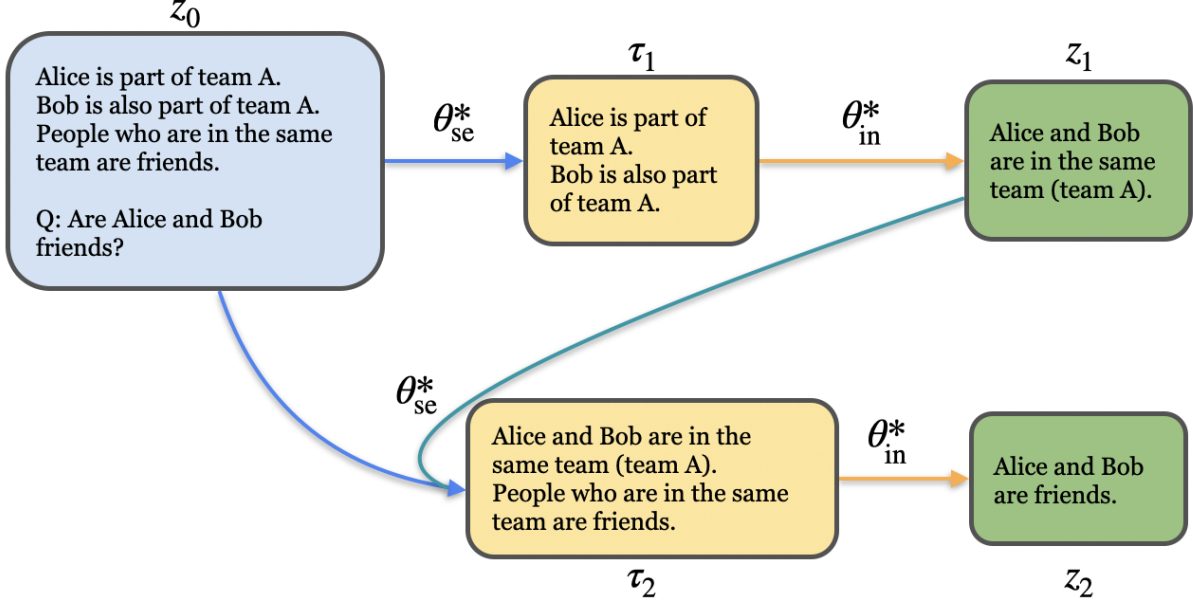 z₀
Alice is part of team A.
Bob is also part of team A.
People who are in the same
team are friends.
Q: Are Alice and Bob
friends?
θ*se
τ₁
Alice is part of
team A.
Bob is also part
of team A.
θ*in
z₁
Alice and Bob
are in the same
team (team A).
θ*se
Alice and Bob are in the
same team (team A).
People who are in the same
team are friends.
τ₂
θ*in
Alice and Bob
are friends.
z₂